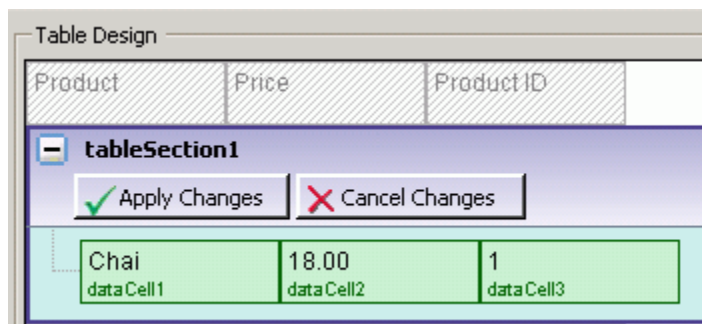 Table Design
Product Price Product ID
tableSection1
Apply Changes Cancel Changes
Chai 18.00 1
dataCell1 dataCell2 dataCell3